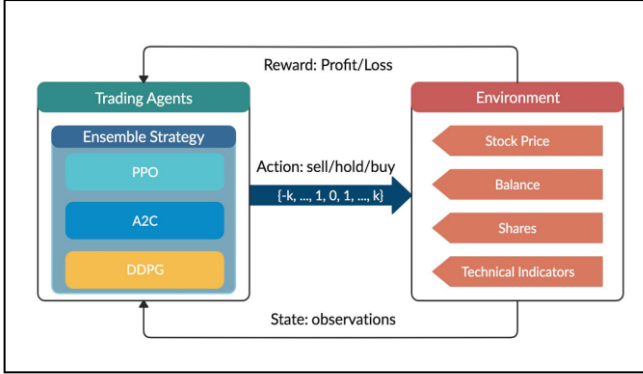 Reward: Profit/Loss
Trading Agents
Environment
Ensemble Strategy
PPO
A2C
DDPG
Action: sell/hold/buy
{-k, ..., 1, 0, 1, ..., k}
Stock Price
Balance
Shares
Technical Indicators
State: observations